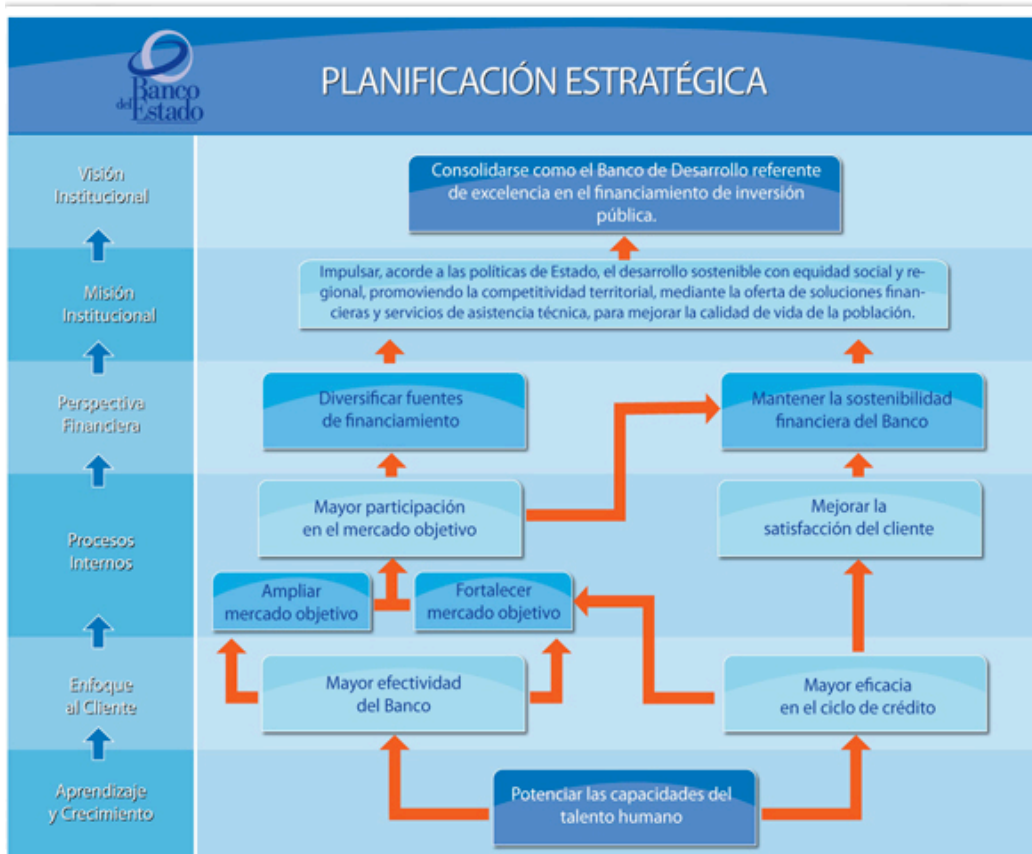 Banco
del Estado
PLANIFICACIÓN ESTRATÉGICA
Visión
Institucional
Consolidarse como el Banco de Desarrollo referente
de excelencia en el financiamiento de inversión
pública.
Misión
Institucional
Impulsar, acorde a las políticas de Estado, el desarrollo sostenible con equidad social y re-
gional, promoviendo la competitividad territorial, mediante la oferta de soluciones finan-
cieras y servicios de asistencia técnica, para mejorar la calidad de vida de la población.
Perspectiva
Financiera
Diversificar fuentes
de financiamiento
Mantener la sostenibilidad
financiera del Banco
Procesos
Internos
Mayor participación
en el mercado objetivo
Mejorar la
satisfacción del cliente
Ampliar
mercado objetivo
Fortalecer
mercado objetivo
Enfoque
al Cliente
Mayor efectividad
del Banco
Mayor eficacia
en el ciclo de crédito
Aprendizaje
y Crecimiento
Potenciar las capacidades del
talento humano